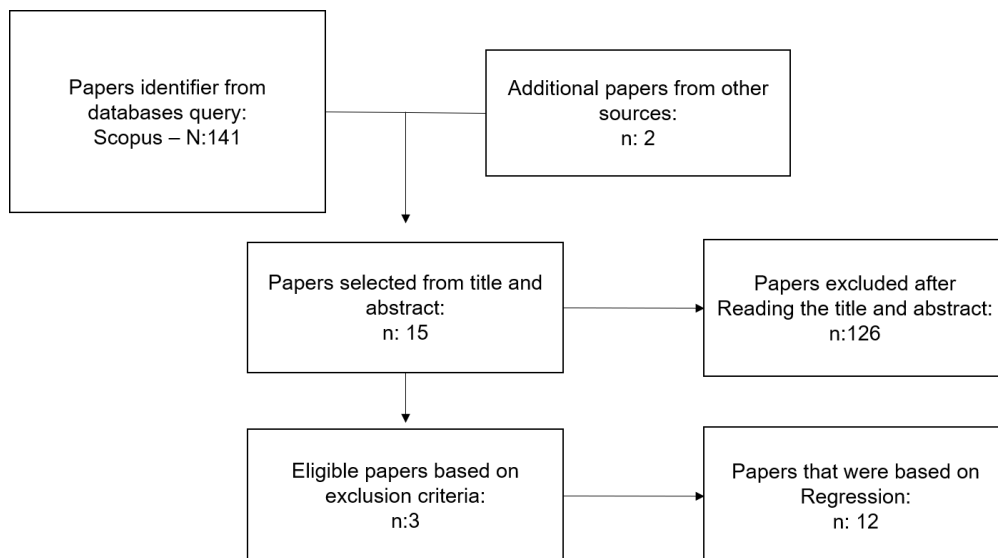 Papers identifier from
databases query:
Scopus – N:141
Additional papers from other
sources:
n: 2
Papers selected from title and
abstract:
n: 15
Papers excluded after
Reading the title and abstract:
n:126
Eligible papers based on
exclusion criteria:
n:3
Papers that were based on
Regression:
n: 12